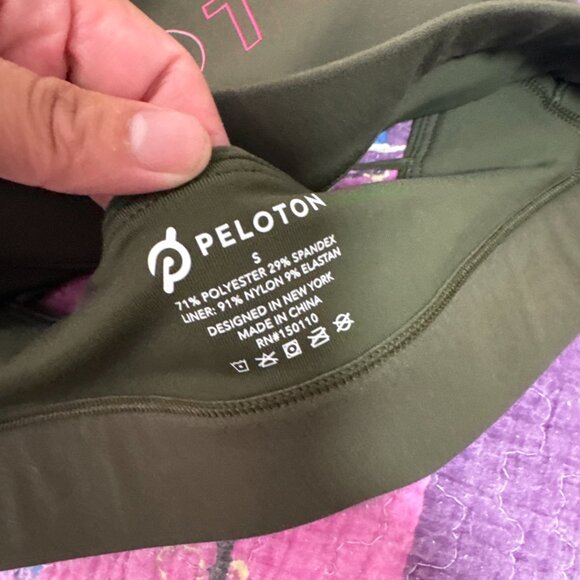 PELOTON
S
71% POLYESTER 29% SPANDEX
LINER: 91% NYLON 9% ELASTAN
DESIGNED IN NEW YORK
MADE IN CHINA
RN#150110